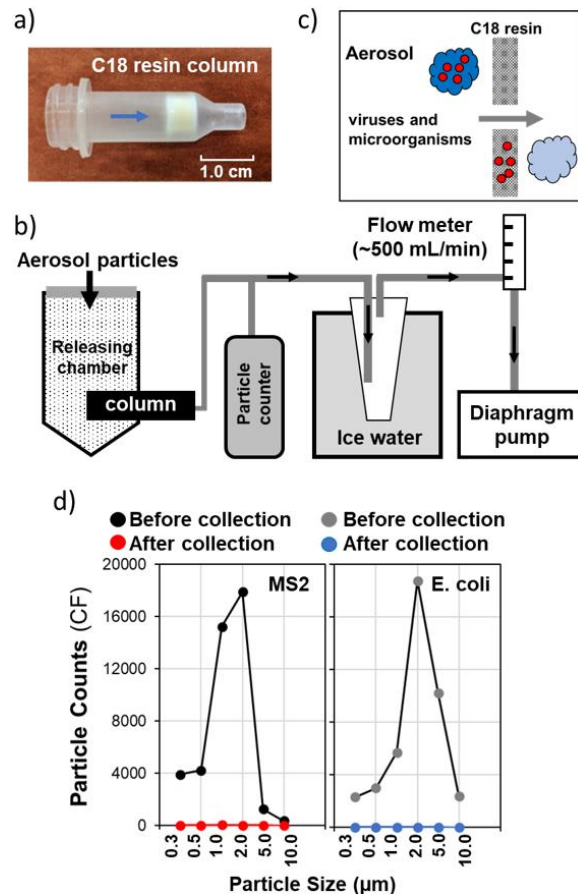 a)
C18 resin column
1.0 cm
c)
C18 resin
Aerosol
viruses and
microorganisms
b)
Flow meter
(~500 mL/min)
Aerosol particles
Releasing
chamber
column
Particle
counter
Ice water
Diaphragm
pump
d)
Before collection
After collection
Before collection
After collection
MS2
E. coli
Particle Counts (CF)
20000
16000
12000
8000
4000
0
0.3
0.5
1.0
2.0
5.0
10.0
0.3
0.5
1.0
2.0
5.0
10.0
Particle Size (µm)